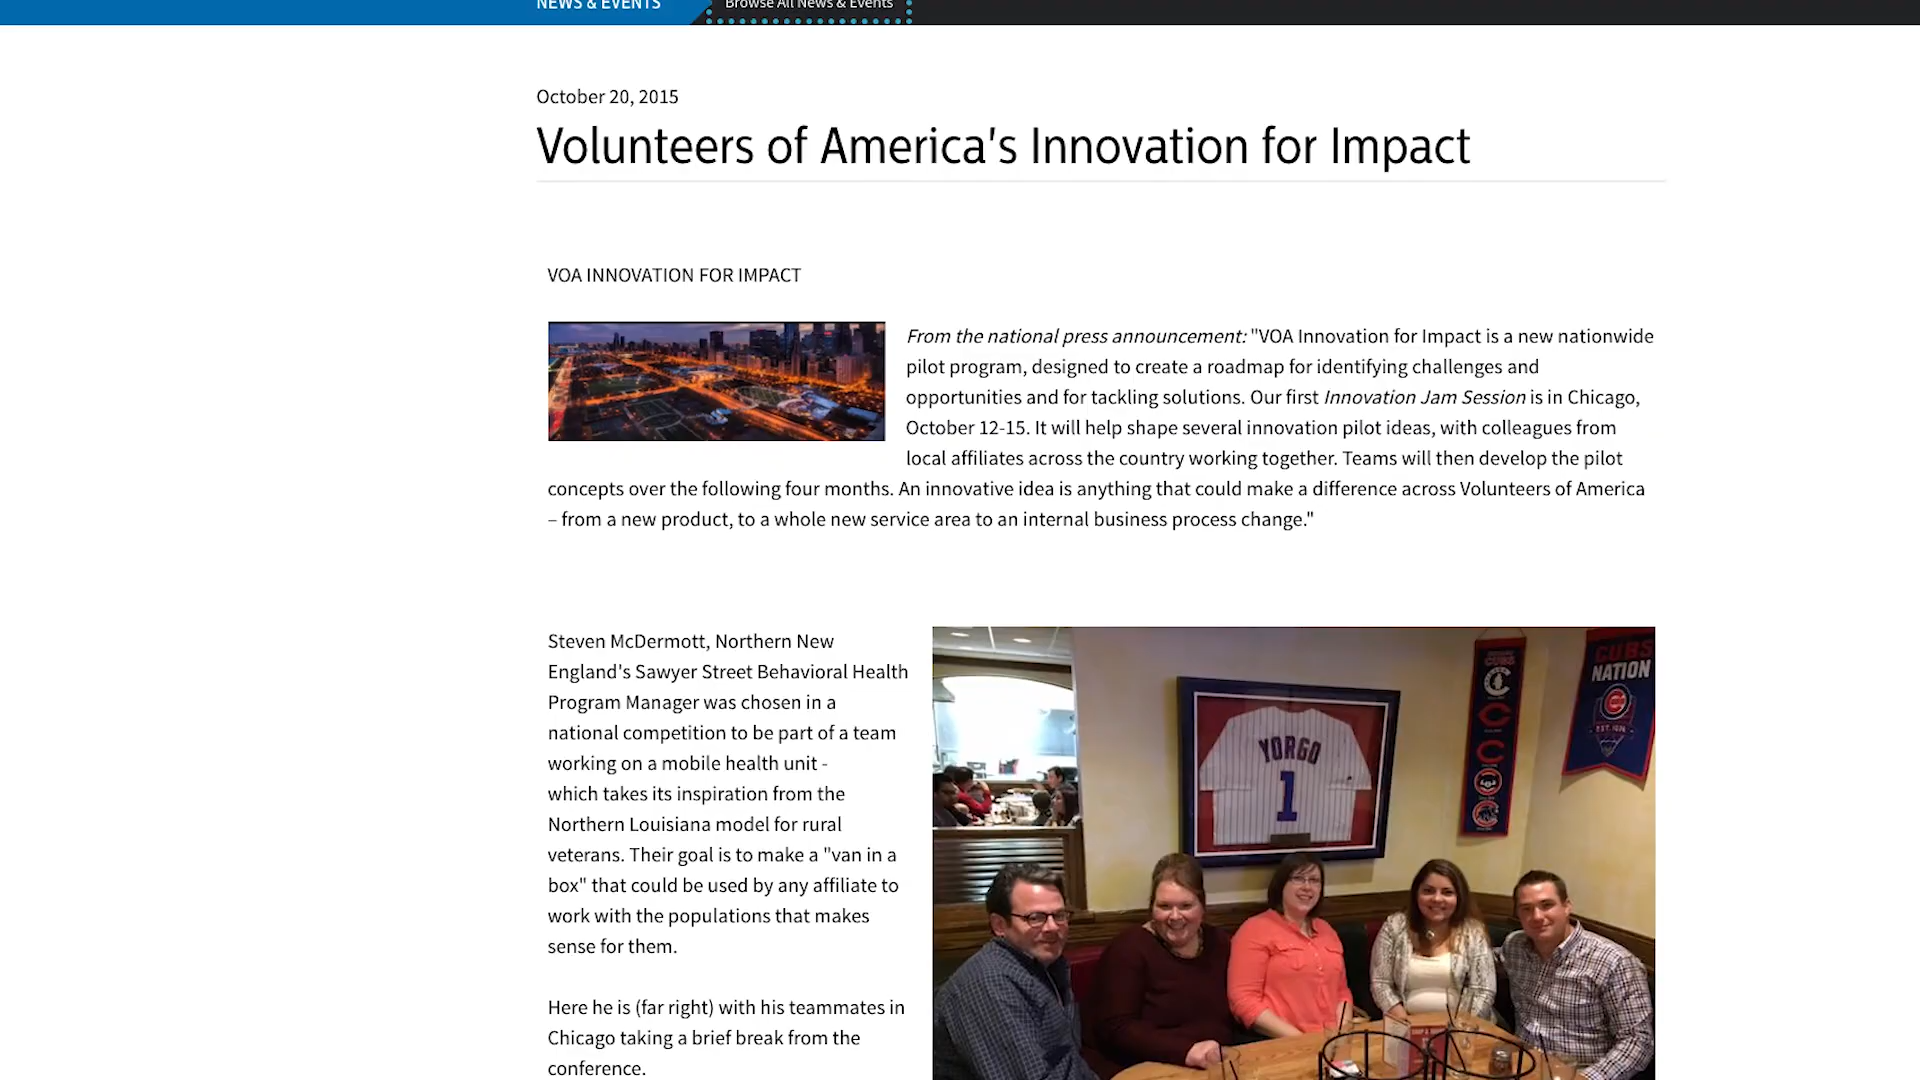 NEWS & EVENTS
Browse All News & Events
October 20, 2015
Volunteers of America's Innovation for Impact
VOA INNOVATION FOR IMPACT
From the national press announcement: "VOA Innovation for Impact is a new nationwide
pilot program, designed to create a roadmap for identifying challenges and
opportunities and for tackling solutions. Our first Innovation Jam Session is in Chicago,
October 12-15. It will help shape several innovation pilot ideas, with colleagues from
local affiliates across the country working together. Teams will then develop the pilot
concepts over the following four months. An innovative idea is anything that could make a difference across Volunteers of America
– from a new product, to a whole new service area to an internal business process change."
Steven McDermott, Northern New
England's Sawyer Street Behavioral Health
Program Manager was chosen in a
national competition to be part of a team
working on a mobile health unit -
which takes its inspiration from the
Northern Louisiana model for rural
veterans. Their goal is to make a "van in a
box" that could be used by any affiliate to
work with the populations that makes
sense for them.
Here he is (far right) with his teammates in
Chicago taking a brief break from the
conference.
YORGO
1
CUBS
CUBS
NATION
EST. 1876